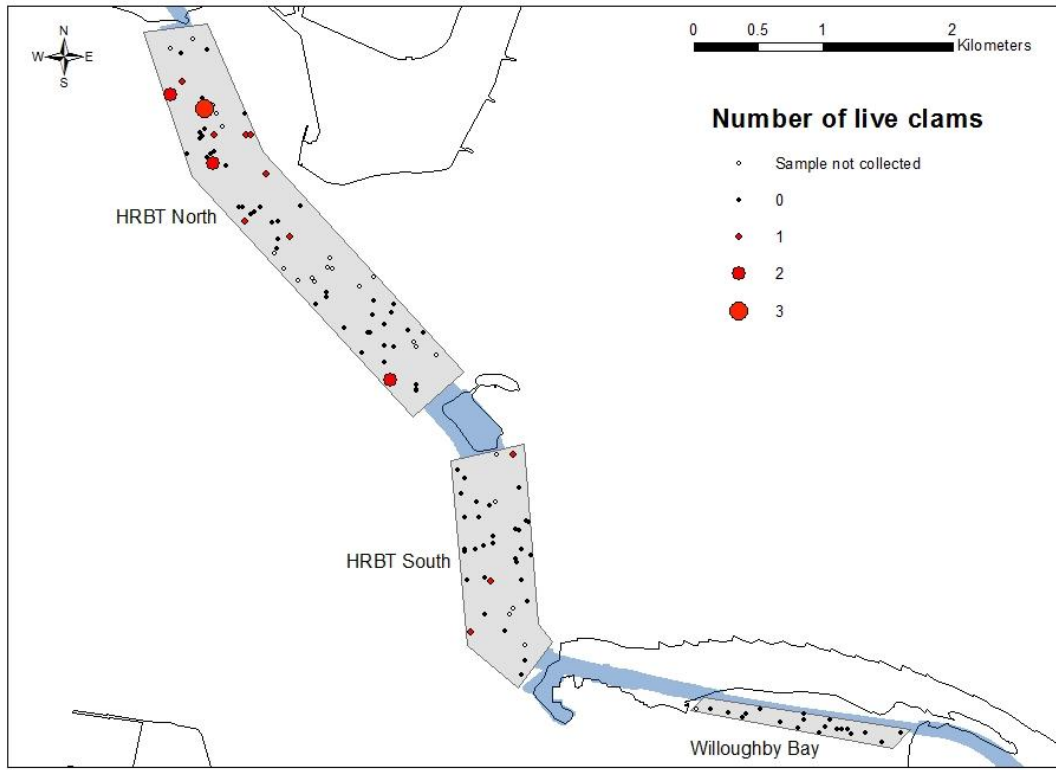 N
W E
S
0 0.5 1 2
Kilometers
Number of live clams
Sample not collected
0
1
2
3
HRBT North
HRBT South
Willoughby Bay